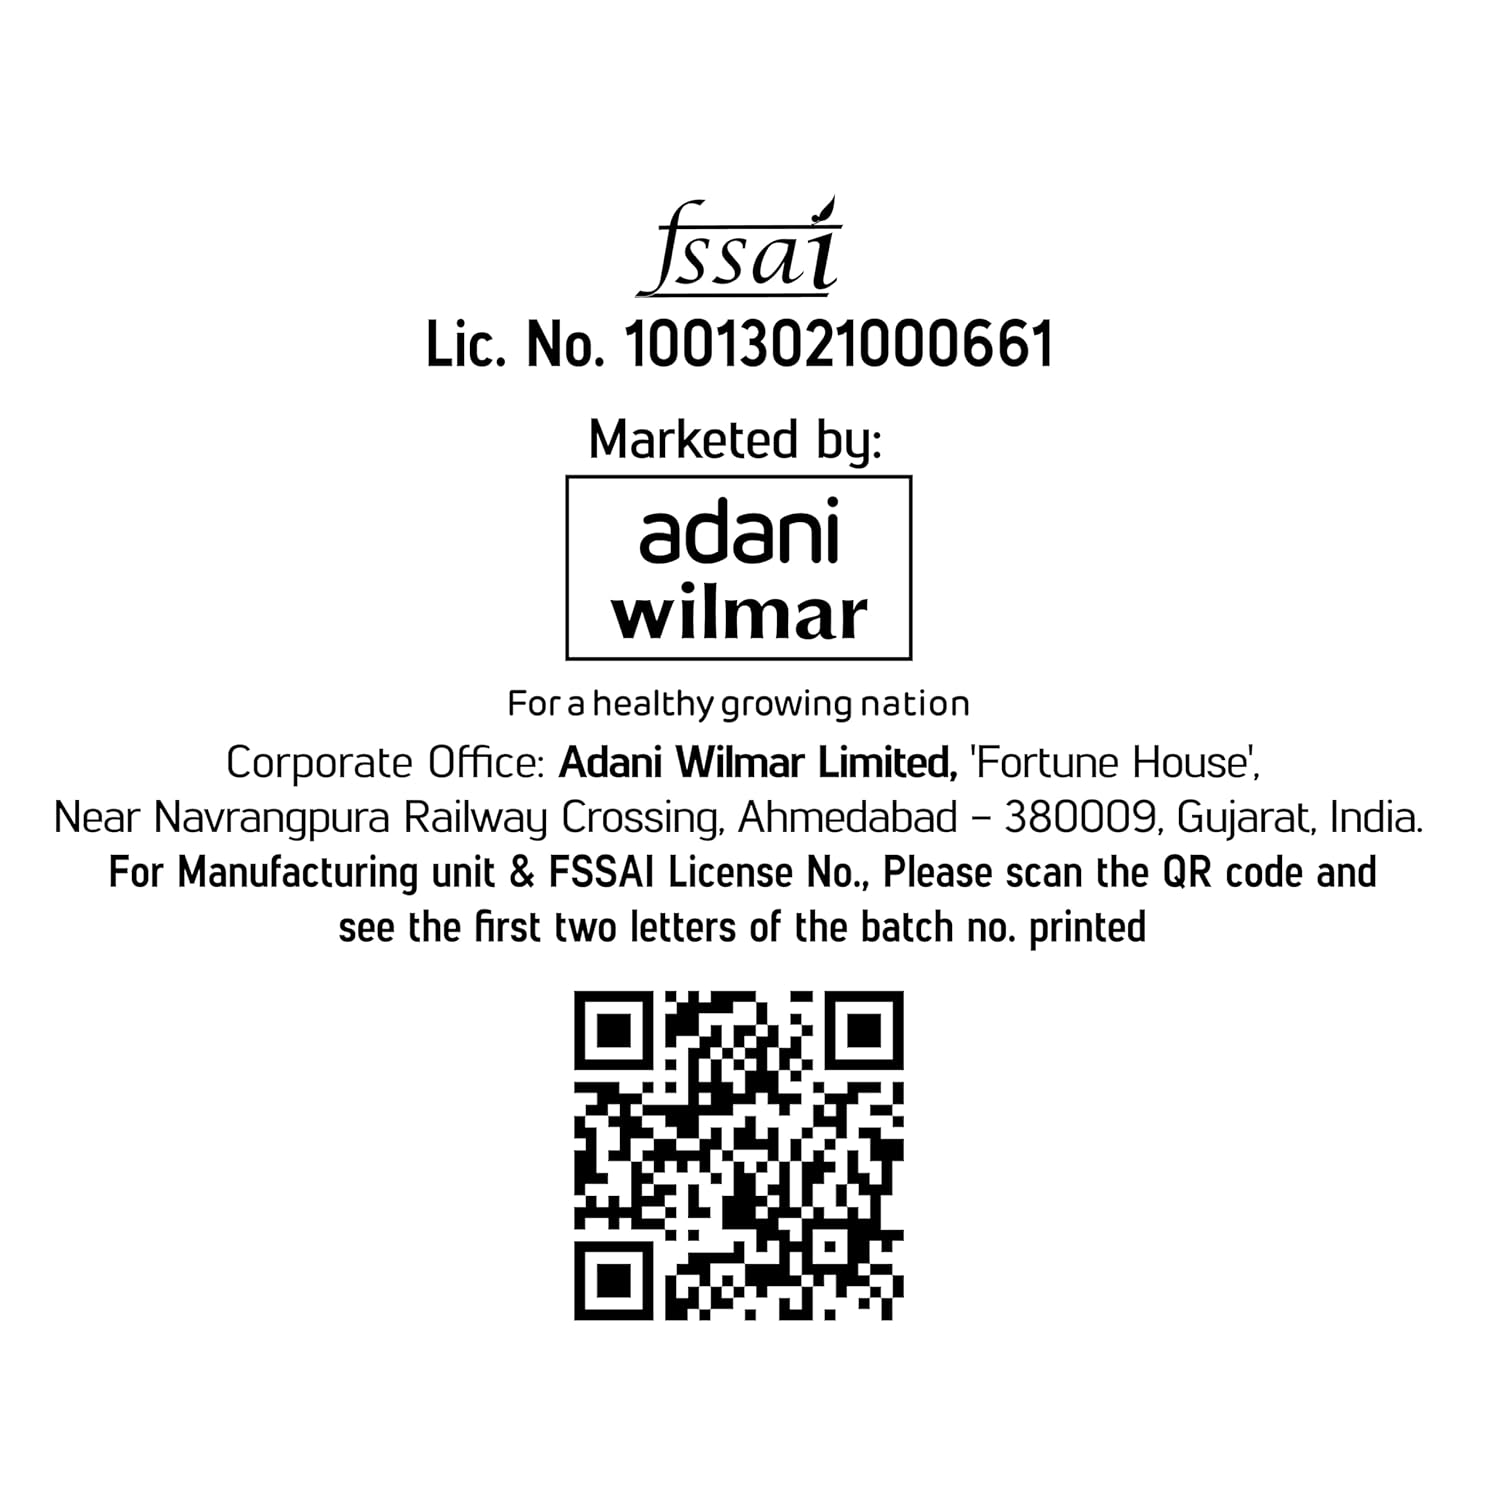 fssai
Lic. No. 10013021000661
Marketed by:
adani
wilmar
For a healthy growing nation
Corporate Office: Adani Wilmar Limited, 'Fortune House',
Near Navrangpura Railway Crossing, Ahmedabad – 380009, Gujarat, India.
For Manufacturing unit & FSSAI License No., Please scan the QR code and
see the first two letters of the batch no. printed